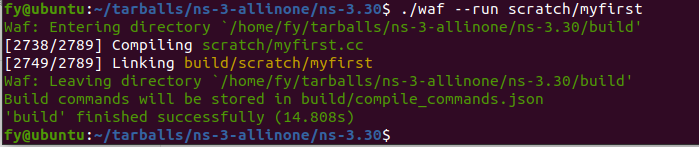 fy@ubuntu:~/tarballs/ns-3-allinone/ns-3.30$ ./waf --run scratch/myfirst
Waf: Entering directory `/home/fy/tarballs/ns-3-allinone/ns-3.30/build'
[2738/2789] Compiling scratch/myfirst.cc
[2749/2789] Linking build/scratch/myfirst
Waf: Leaving directory `/home/fy/tarballs/ns-3-allinone/ns-3.30/build'
Build commands will be stored in build/compile_commands.json
'build' finished successfully (14.808s)
fy@ubuntu:~/tarballs/ns-3-allinone/ns-3.30$